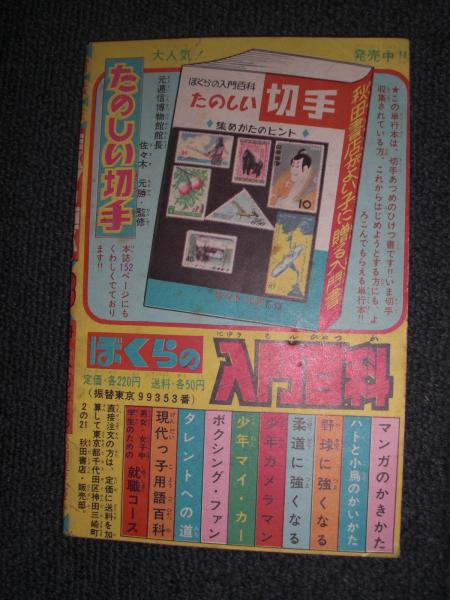 大人気！
発売中!!
ぼくらの入門百科
たのしい切手
集めかたのヒント
10
秋田書店がよい子に贈る入門書
★この単行本は、切手あつめのひけつ書です!!いま切手
収集されている方、これからはじめようとする方にも、よ
ろこんでもらえる単行本!!
元逓信博物館館長
佐々木 元勝・監修
たのしい切手
本誌152ページにも
くわしくでており
ます!!
ぼくらの
入門百科
定価・各220円 送料・各50円
(振替東京99353番)
マンガのかきかた
ハトと小鳥のかいかた
野球に強くなる
柔道に強くなる
少年カメラマン
少年マイ・カー
ボクシング・ファン
タレントへの道
現代っ子用語百科
男女・女子中
学生のための
就職コース
直接注文の方は、定価に送料を加
算して東京都千代田区神田三崎町
2の21 秋田書店・販売部。